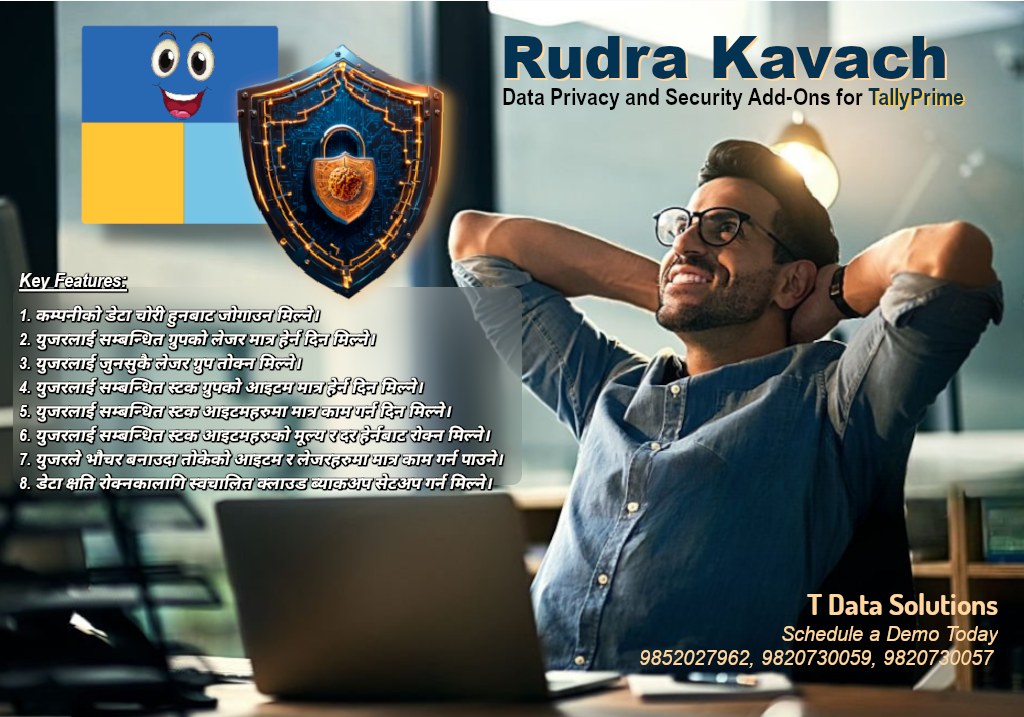 Rudra Kavach
Data Privacy and Security Add-Ons for TallyPrime
Key Features:
1. कम्पनीको डेटा चोरी हुनबाट जोगाउन मिल्ने।
2. युजरलाई सम्बन्धित ग्रुपको लेजर मात्र हेर्न दिन मिल्ने।
3. युजरलाई जुनसुकै लेजर ग्रुप तोक्न मिल्ने।
4. युजरलाई सम्बन्धित स्टक ग्रुपको आइटम मात्र हेर्न दिन मिल्ने।
5. युजरलाई सम्बन्धित स्टक आइटमहरुमा मात्र काम गर्न दिन मिल्ने।
6. युजरलाई सम्बन्धित स्टक आइटमहरुको मूल्य र दर हेर्नबाट रोक्न मिल्ने।
7. युजरले भौचर बनाउदा तोकेको आइटम र लेजरहरुमा मात्र काम गर्न पाउने।
8. डेटा क्षति रोक्नकालागि स्वचालित क्लाउड ब्याकअप सेटअप गर्न मिल्ने।
T Data Solutions
Schedule a Demo Today
9852027962, 9820730059, 9820730057